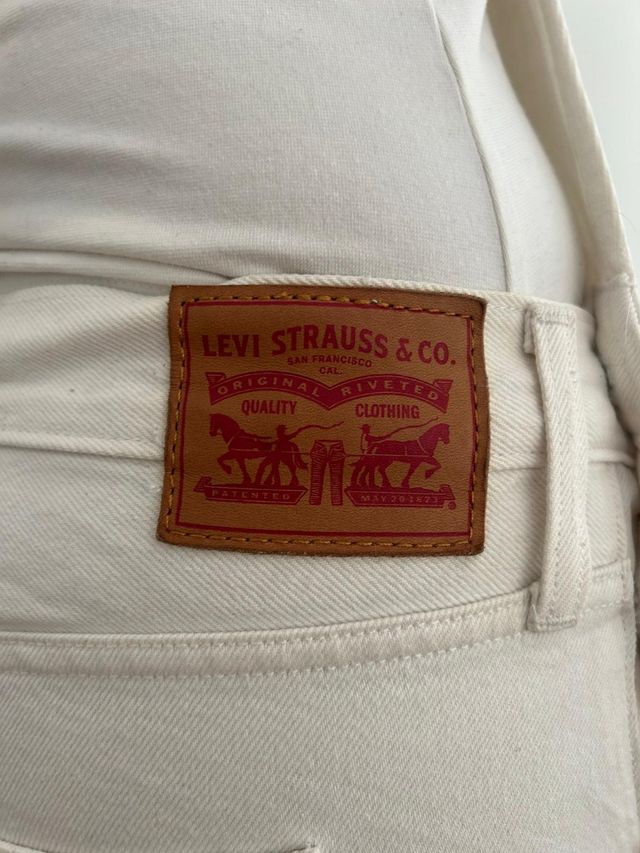 LEVI STRAUSS & CO.
SAN FRANCISCO
CAL.
ORIGINAL RIVETED
QUALITY CLOTHING
PATENTED MAY 20 1873
®